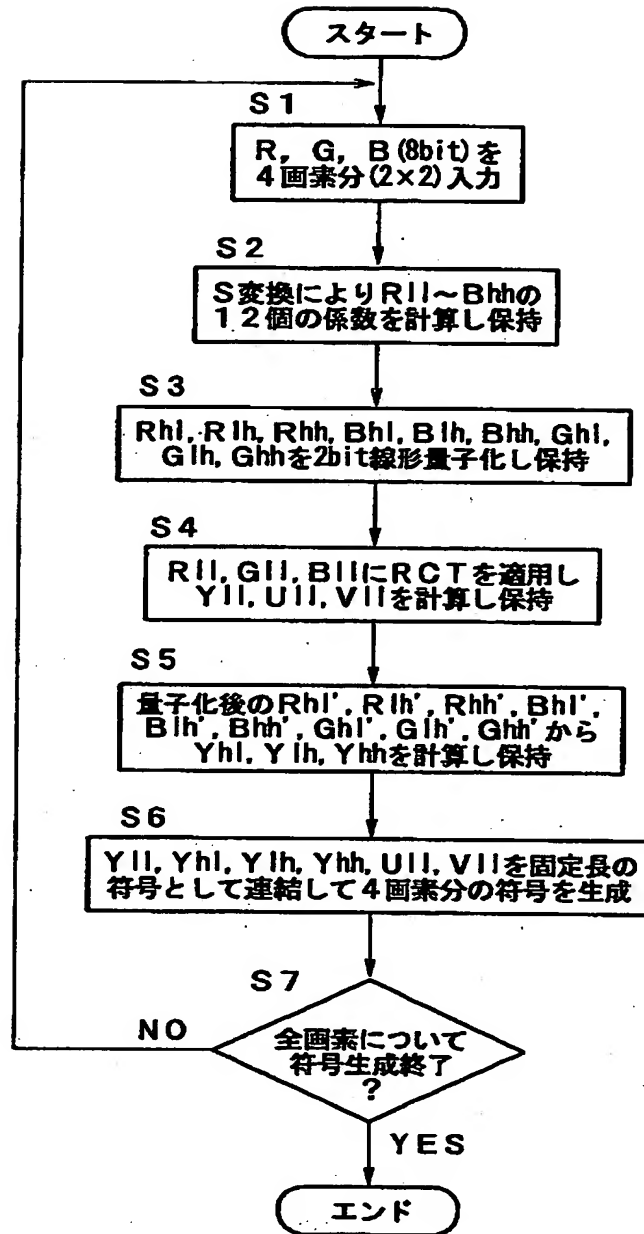 スタート
S1
R, G, B(8bit)を
4画素分(2×2)入力
S2
S変換によりRll~Bhhの
12個の係数を計算し保持
S3
Rhl, Rlh, Rhh, Bhl, Blh, Bhh, Ghl,
Glh, Ghhを2bit線形量子化し保持
S4
Rll, Gll, BllにRCTを適用し
Yll, Ull, Vllを計算し保持
S5
量子化後のRhl', Rlh', Rhh', Bhl',
Blh', Bhh', Ghl', Glh', Ghh'から
Yhl, Ylh, Yhhを計算し保持
S6
Yll, Yhl, Ylh, Yhh, Ull, Vllを固定長の
符号として連結して4画素分の符号を生成
S7
NO
全画素について
符号生成終了
?
YES
エンド